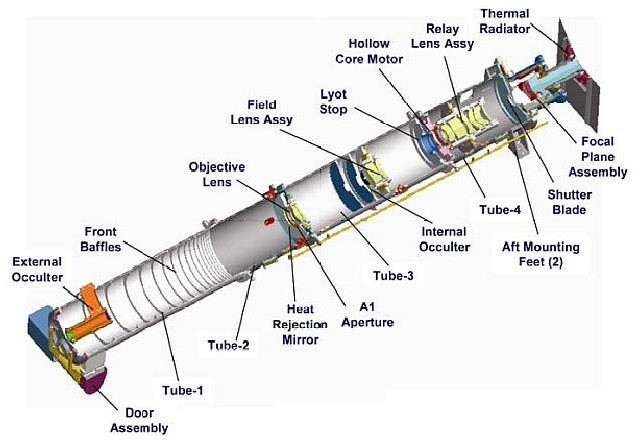 Thermal
Radiator
Relay
Lens Assy
Hollow
Core Motor
Lyot
Stop
Field
Lens Assy
Objective
Lens
Front
Baffles
External
Occulter
Focal
Plane
Assembly
Shutter
Blade
Tube-4
Aft Mounting
Feet (2)
Internal
Occulter
Tube-3
A1
Aperture
Heat
Rejection
Mirror
Tube-2
Tube-1
Door
Assembly